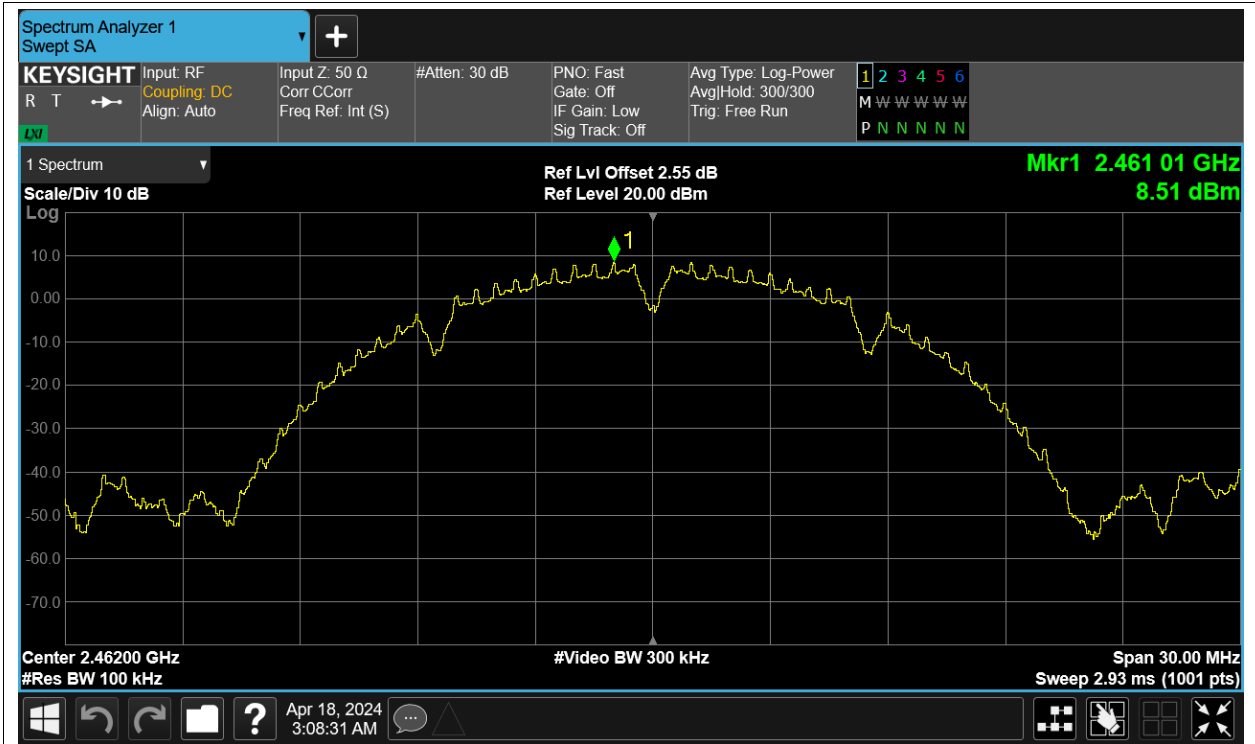 Spectrum Analyzer 1
Swept SA
KEYSIGHT
R T
LXI
Input: RF
Coupling: DC
Align: Auto
Input Z: 50 Ω
Corr CCorr
Freq Ref: Int (S)
#Atten: 30 dB
PNO: Fast
Gate: Off
IF Gain: Low
Sig Track: Off
Avg Type: Log-Power
Avg|Hold: 300/300
Trig: Free Run
1 2 3 4 5 6
M W W W W W
P N N N N N
1 Spectrum
Scale/Div 10 dB
Log
Ref Lvl Offset 2.55 dB
Ref Level 20.00 dBm
Mkr1 2.461 01 GHz
8.51 dBm
1
10.0
0.00
-10.0
-20.0
-30.0
-40.0
-50.0
-60.0
-70.0
Center 2.46200 GHz
#Res BW 100 kHz
#Video BW 300 kHz
Span 30.00 MHz
Sweep 2.93 ms (1001 pts)
?
Apr 18, 2024
3:08:31 AM